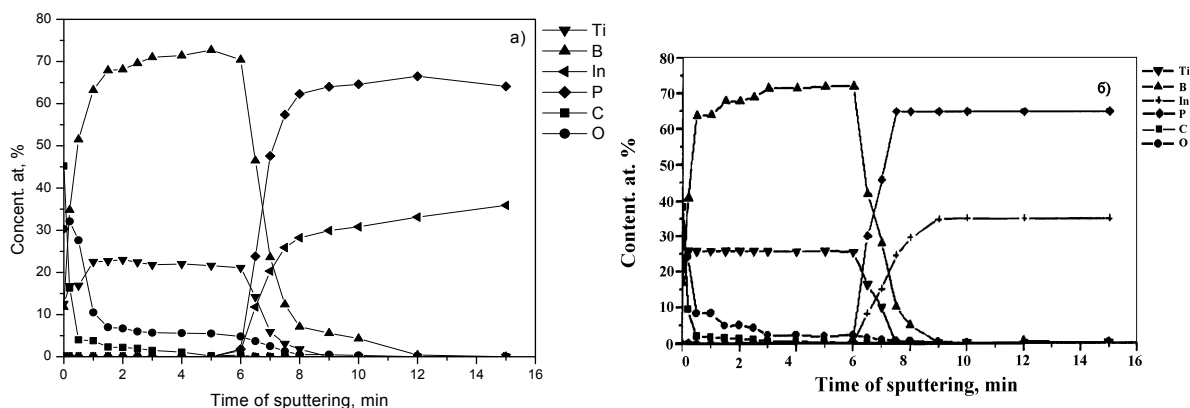 80
70
60
50
40
30
20
10
0
0 2 4 6 8 10 12 14 16
Concent. at, %
Time of sputtering, min
а)
Ti
B
In
P
C
O
80
70
60
50
40
30
20
10
0
0 2 4 6 8 10 12 14 16
Content. at. %
Time of sputtering, min
б)
Ti
B
In
P
C
O